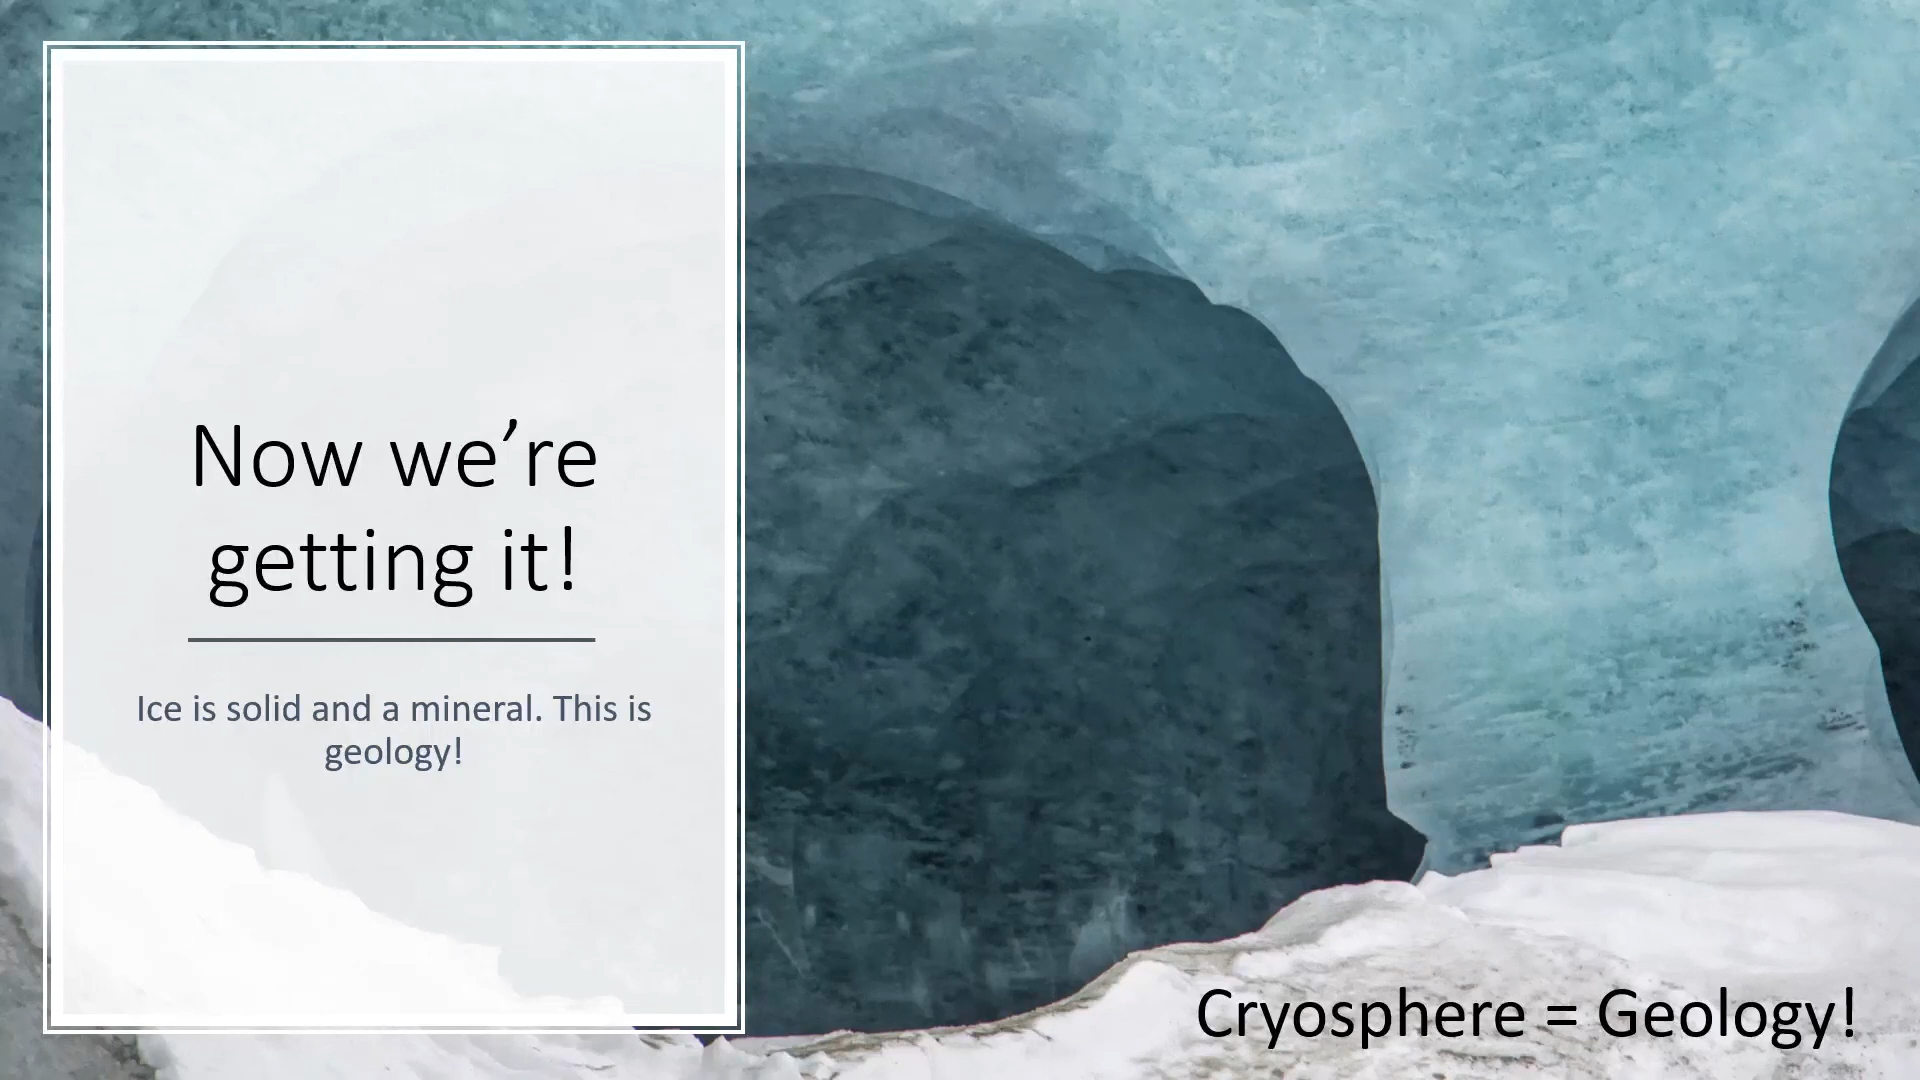 Now we’re
getting it!
Ice is solid and a mineral. This is
geology!
Cryosphere = Geology!